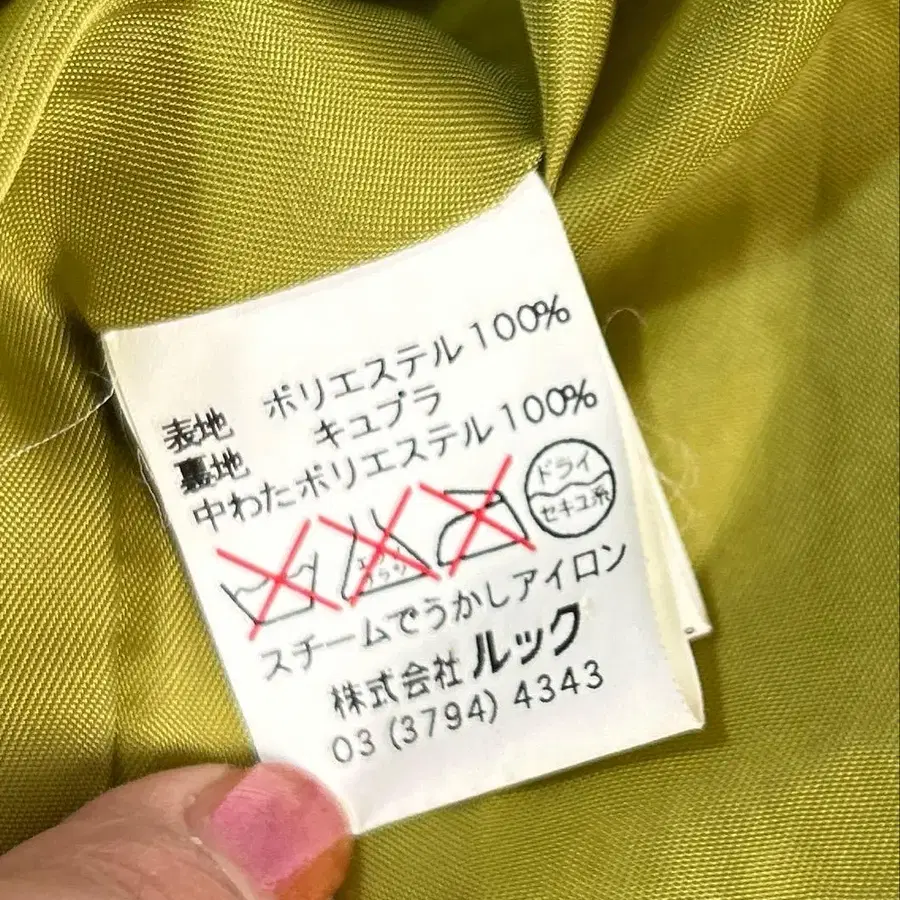 表地 ポリエステル100%
裏地 キュプラ
中わたポリエステル100%
エンソ
ドライ
セキユ系
スチームでうかしアイロン
株式会社 ルック
03 (3794) 4343